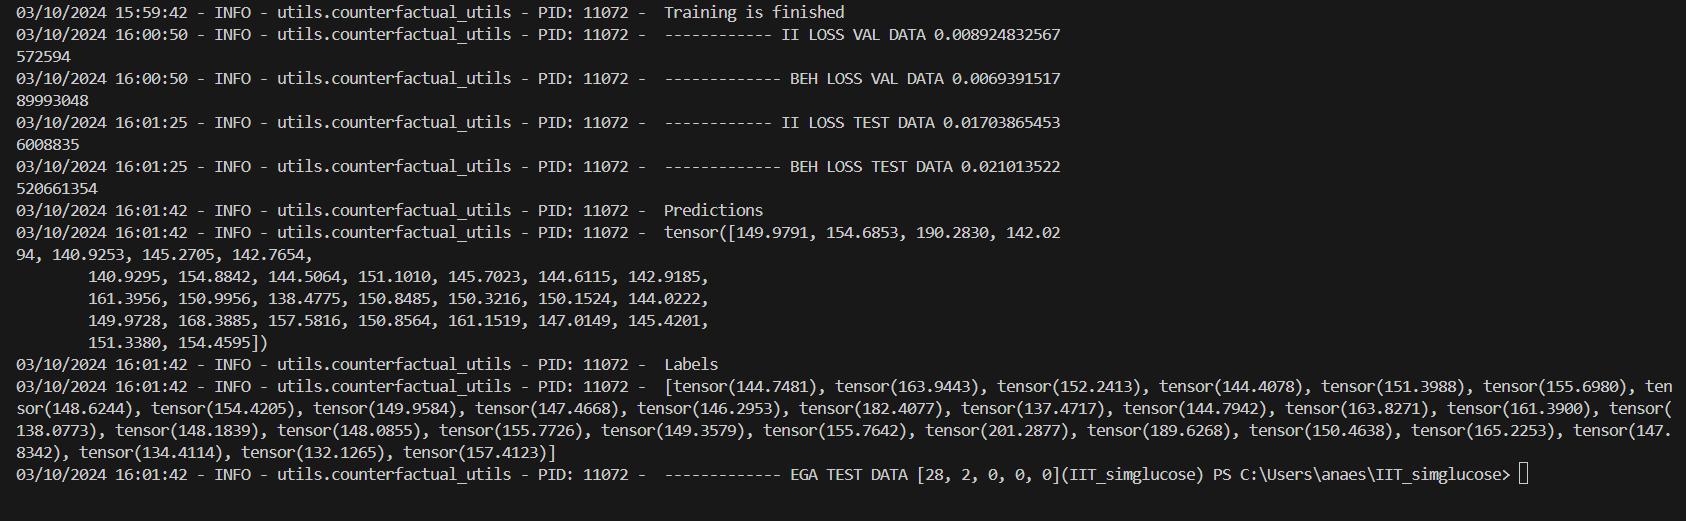 03/10/2024 15:59:42 - INFO - utils.counterfactual_utils - PID: 11072 -  Training is finished
03/10/2024 16:00:50 - INFO - utils.counterfactual_utils - PID: 11072 -  ------------ II LOSS VAL DATA 0.008924832567
572594
03/10/2024 16:00:50 - INFO - utils.counterfactual_utils - PID: 11072 -  ------------- BEH LOSS VAL DATA 0.0069391517
89993048
03/10/2024 16:01:25 - INFO - utils.counterfactual_utils - PID: 11072 -  ------------ II LOSS TEST DATA 0.01703865453
6008835
03/10/2024 16:01:25 - INFO - utils.counterfactual_utils - PID: 11072 -  ------------- BEH LOSS TEST DATA 0.021013522
520661354
03/10/2024 16:01:42 - INFO - utils.counterfactual_utils - PID: 11072 -  Predictions
03/10/2024 16:01:42 - INFO - utils.counterfactual_utils - PID: 11072 -  tensor([149.9791, 154.6853, 190.2830, 142.02
94, 140.9253, 145.2705, 142.7654,
        140.9295, 154.8842, 144.5064, 151.1010, 145.7023, 144.6115, 142.9185,
        161.3956, 150.9956, 138.4775, 150.8485, 150.3216, 150.1524, 144.0222,
        149.9728, 168.3885, 157.5816, 150.8564, 161.1519, 147.0149, 145.4201,
        151.3380, 154.4595])
03/10/2024 16:01:42 - INFO - utils.counterfactual_utils - PID: 11072 -  Labels
03/10/2024 16:01:42 - INFO - utils.counterfactual_utils - PID: 11072 -  [tensor(144.7481), tensor(163.9443), tensor(152.2413), tensor(144.4078), tensor(151.3988), tensor(155.6980), ten
sor(148.6244), tensor(154.4205), tensor(149.9584), tensor(147.4668), tensor(146.2953), tensor(182.4077), tensor(137.4717), tensor(144.7942), tensor(163.8271), tensor(161.3900), tensor(
138.0773), tensor(148.1839), tensor(148.0855), tensor(155.7726), tensor(149.3579), tensor(155.7642), tensor(201.2877), tensor(189.6268), tensor(150.4638), tensor(165.2253), tensor(147.
8342), tensor(134.4114), tensor(132.1265), tensor(157.4123)]
03/10/2024 16:01:42 - INFO - utils.counterfactual_utils - PID: 11072 -  ------------- EGA TEST DATA [28, 2, 0, 0, 0](IIT_simglucose) PS C:\Users\anaes\IIT_simglucose>